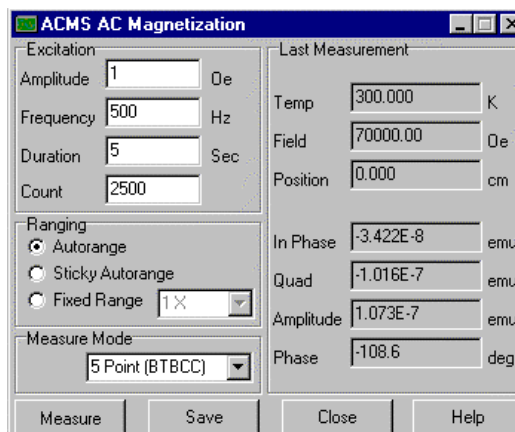 ACMS AC Magnetization
Excitation
Amplitude 1 Oe
Frequency 500 Hz
Duration 5 Sec
Count 2500
Ranging
Autorange
Sticky Autorange
Fixed Range 1X
Measure Mode
5 Point (BTBCC)
Last Measurement
Temp 300.000 K
Field 70000.00 Oe
Position 0.000 cm
In Phase -3.422E-8 emu
Quad -1.016E-7 emu
Amplitude 1.073E-7 emu
Phase -108.6 deg
Measure Save Close Help